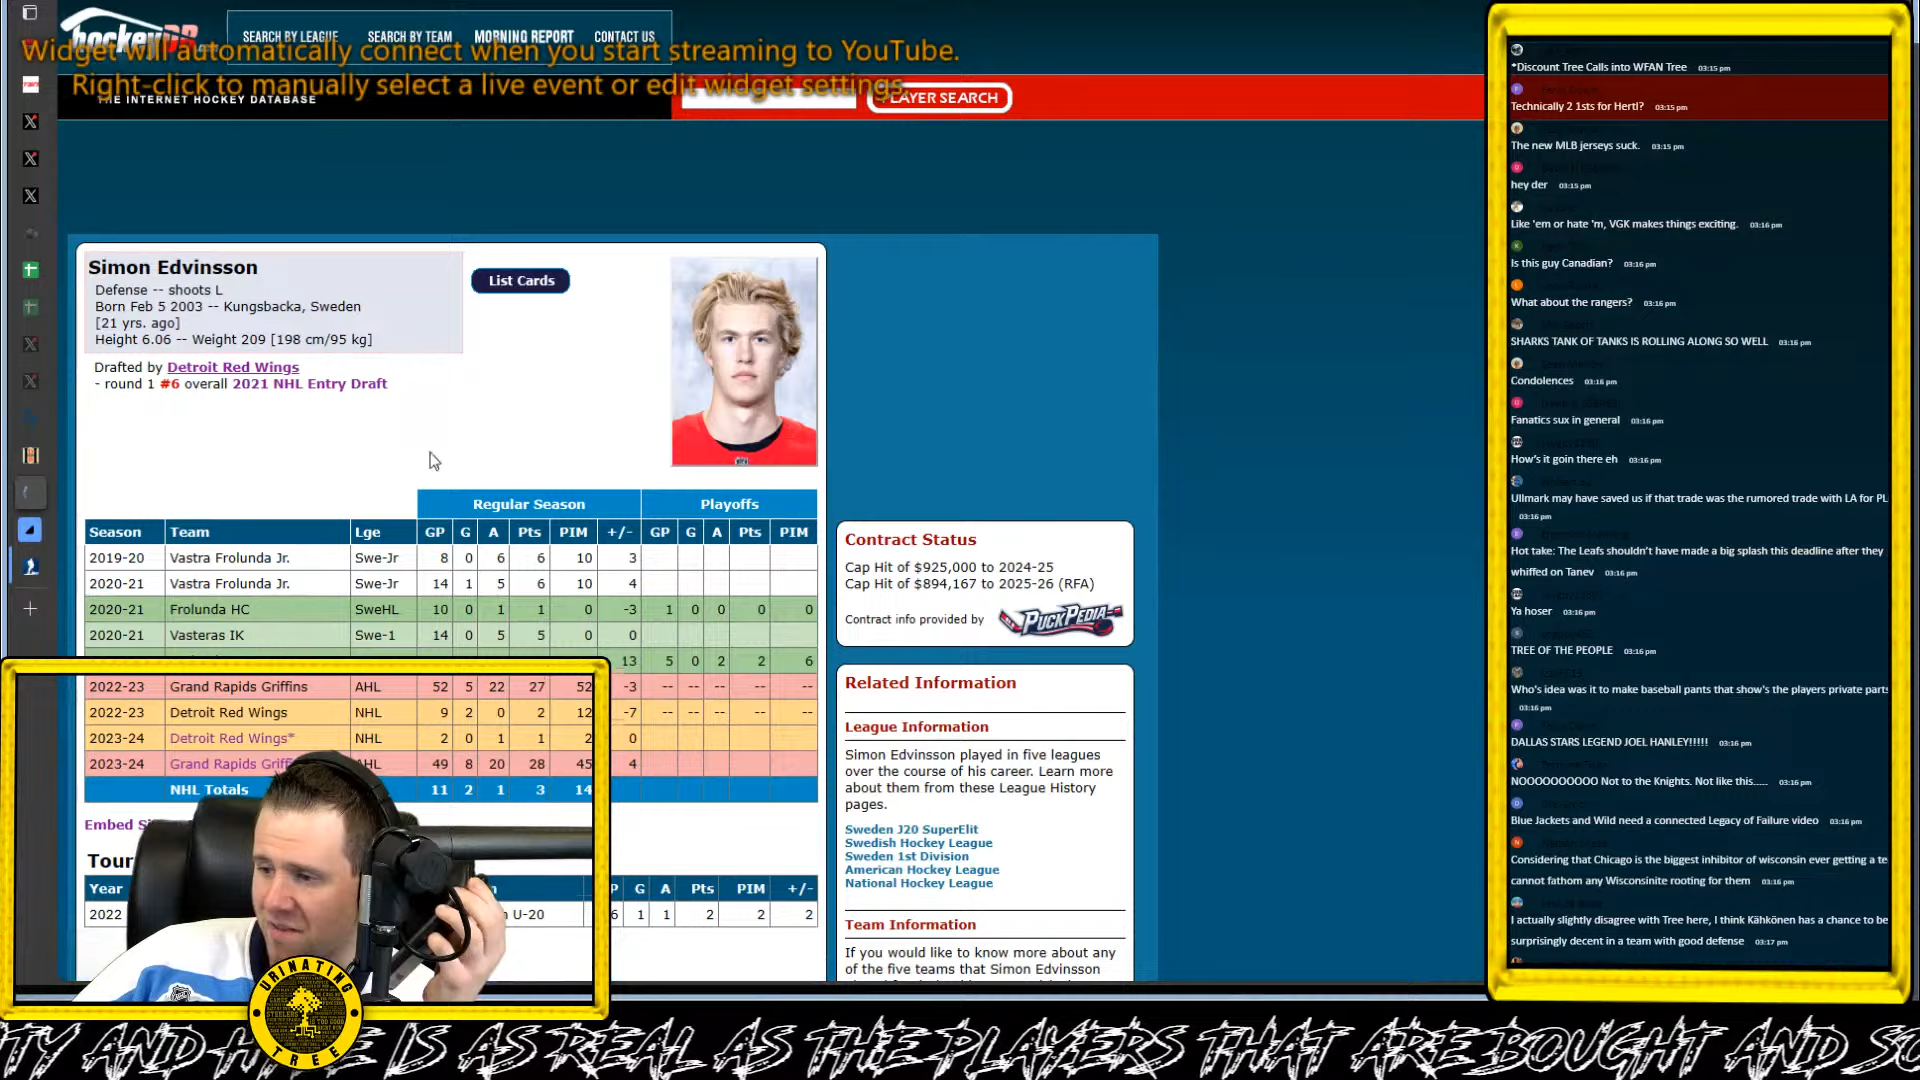 hockeyDB.com
SEARCH BY LEAGUE SEARCH BY TEAM MORNING REPORT CONTACT US
Widget will automatically connect when you start streaming to YouTube.
Right-click to manually select a live event or edit widget settings.
THE INTERNET HOCKEY DATABASE
PLAYER SEARCH
Simon Edvinsson
Defense -- shoots L
Born Feb 5 2003 -- Kungsbacka, Sweden
[21 yrs. ago]
Height 6.06 -- Weight 209 [198 cm/95 kg]
List Cards
Drafted by Detroit Red Wings
- round 1 #6 overall 2021 NHL Entry Draft
Regular Season Playoffs
Season Team Lge GP G A Pts PIM +/- GP G A Pts PIM
2019-20 Vastra Frolunda Jr. Swe-Jr 8 0 6 6 10 3
2020-21 Vastra Frolunda Jr. Swe-Jr 14 1 5 6 10 4
2020-21 Frolunda HC SweHL 10 0 1 1 0 -3 1 0 0 0 0
2020-21 Vasteras IK Swe-1 14 0 5 5 0 0
13 5 0 2 2 6
2022-23 Grand Rapids Griffins AHL 52 5 22 27 52 -3 -- -- -- -- --
2022-23 Detroit Red Wings NHL 9 2 0 2 12 -7 -- -- -- -- --
2023-24 Detroit Red Wings* NHL 2 0 1 1 2 0
2023-24 Grand Rapids Griff AHL 49 8 20 28 45 4
NHL Totals 11 2 1 3 14
Embed Si
Tour
Year P G A Pts PIM +/-
2022 n U-20 6 1 1 2 2 2
Contract Status
Cap Hit of $925,000 to 2024-25
Cap Hit of $894,167 to 2025-26 (RFA)
Contract info provided by PUCKPEDIA
Related Information
League Information
Simon Edvinsson played in five leagues
over the course of his career. Learn more
about them from these League History
pages.
Sweden J20 SuperElit
Swedish Hockey League
Sweden 1st Division
American Hockey League
National Hockey League
Team Information
If you would like to know more about any
of the five teams that Simon Edvinsson
*Discount Tree Calls into WFAN Tree 03:15 pm
Technically 2 1sts for Hertl? 03:15 pm
The new MLB jerseys suck. 03:15 pm
hey der 03:15 pm
Like 'em or hate 'm, VGK makes things exciting. 03:16 pm
Is this guy Canadian? 03:16 pm
What about the rangers? 03:16 pm
SHARKS TANK OF TANKS IS ROLLING ALONG SO WELL 03:16 pm
Condolences 03:16 pm
Fanatics sux in general 03:16 pm
How's it goin there eh 03:16 pm
Ullmark may have saved us if that trade was the rumored trade with LA for PL
03:16 pm
Hot take: The Leafs shouldn't have made a big splash this deadline after they
whiffed on Tanev 03:16 pm
Ya hoser 03:16 pm
TREE OF THE PEOPLE 03:16 pm
Who's idea was it to make baseball pants that show's the players private parts
03:16 pm
DALLAS STARS LEGEND JOEL HANLEY!!!!! 03:16 pm
NOOOOOOOOOO Not to the Knights. Not like this..... 03:16 pm
Blue Jackets and Wild need a connected Legacy of Failure video 03:16 pm
Considering that Chicago is the biggest inhibitor of wisconsin ever getting a te
cannot fathom any Wisconsinite rooting for them 03:16 pm
I actually slightly disagree with Tree here, I think Kähkönen has a chance to be
surprisingly decent in a team with good defense 03:17 pm
URINATING
TREE
TY AND HATE IS AS REAL AS THE PLAYERS THAT ARE BOUGHT AND SO